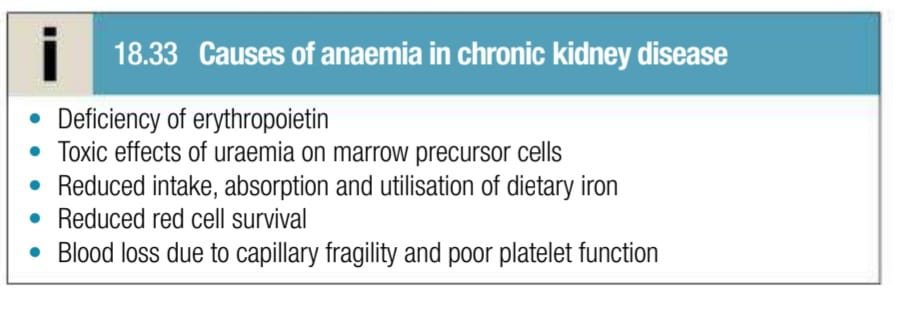 i
18.33 Causes of anaemia in chronic kidney disease
• Deficiency of erythropoietin
• Toxic effects of uraemia on marrow precursor cells
• Reduced intake, absorption and utilisation of dietary iron
• Reduced red cell survival
• Blood loss due to capillary fragility and poor platelet function